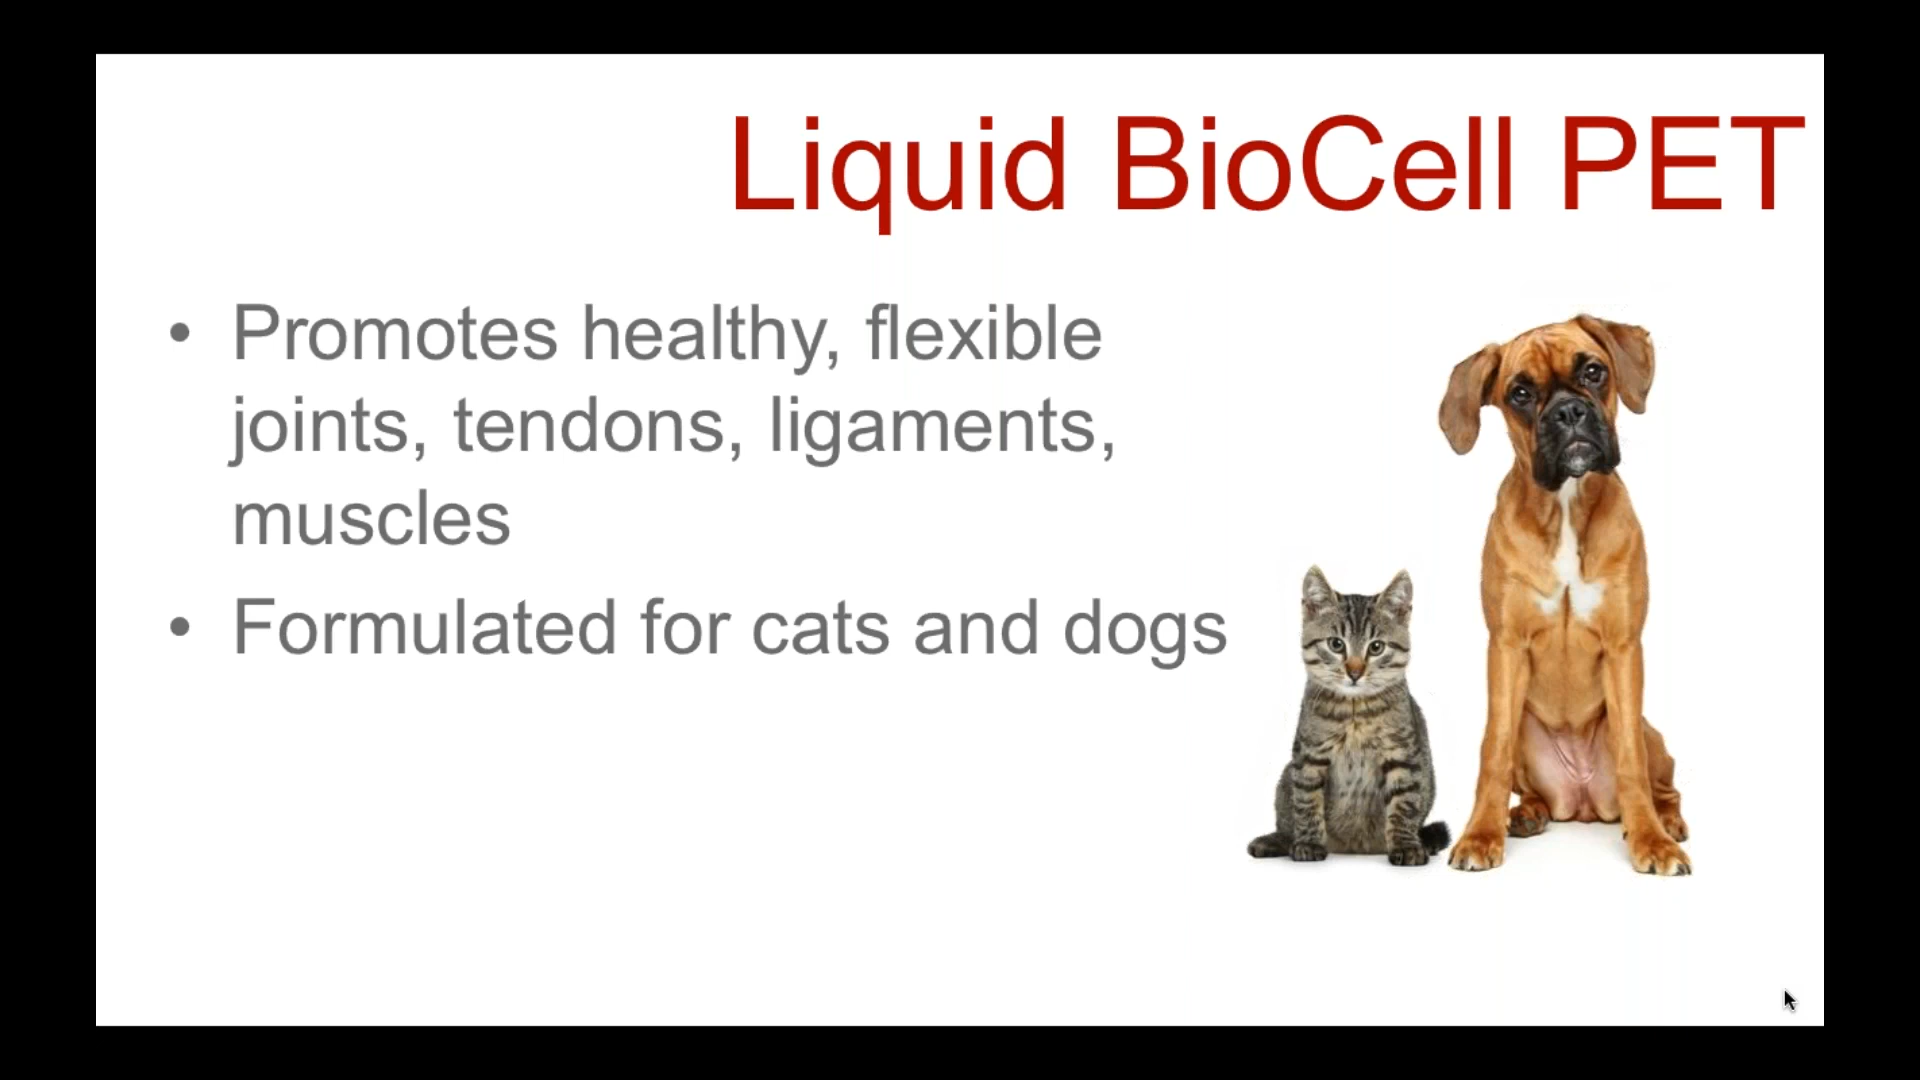 Liquid BioCell PET
• Promotes healthy, flexible
joints, tendons, ligaments,
muscles
• Formulated for cats and dogs